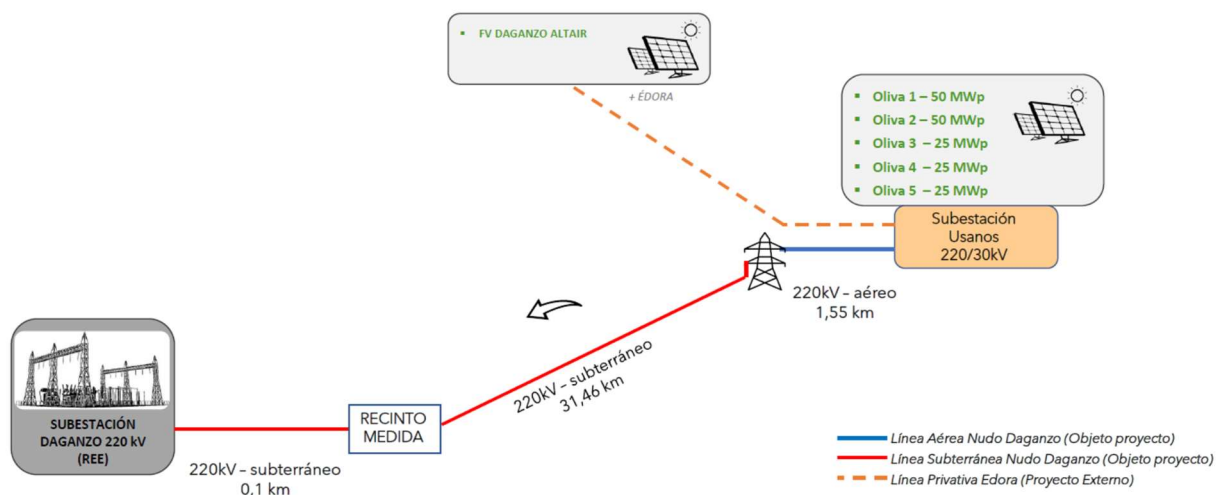 FV DAGANZO ALTAIR
+ ÉDORA
Oliva 1 – 50 MWp
Oliva 2 – 50 MWp
Oliva 3 – 25 MWp
Oliva 4 – 25 MWp
Oliva 5 – 25 MWp
Subestación
Usanos
220/30kV
220kV – aéreo
1,55 km
220kV – subterráneo
31,46 km
RECINTO
MEDIDA
SUBESTACIÓN
DAGANZO 220 kV
(REE)
220kV – subterráneo
0,1 km
Línea Aérea Nudo Daganzo (Objeto proyecto)
Línea Subterránea Nudo Daganzo (Objeto proyecto)
Línea Privativa Edora (Proyecto Externo)